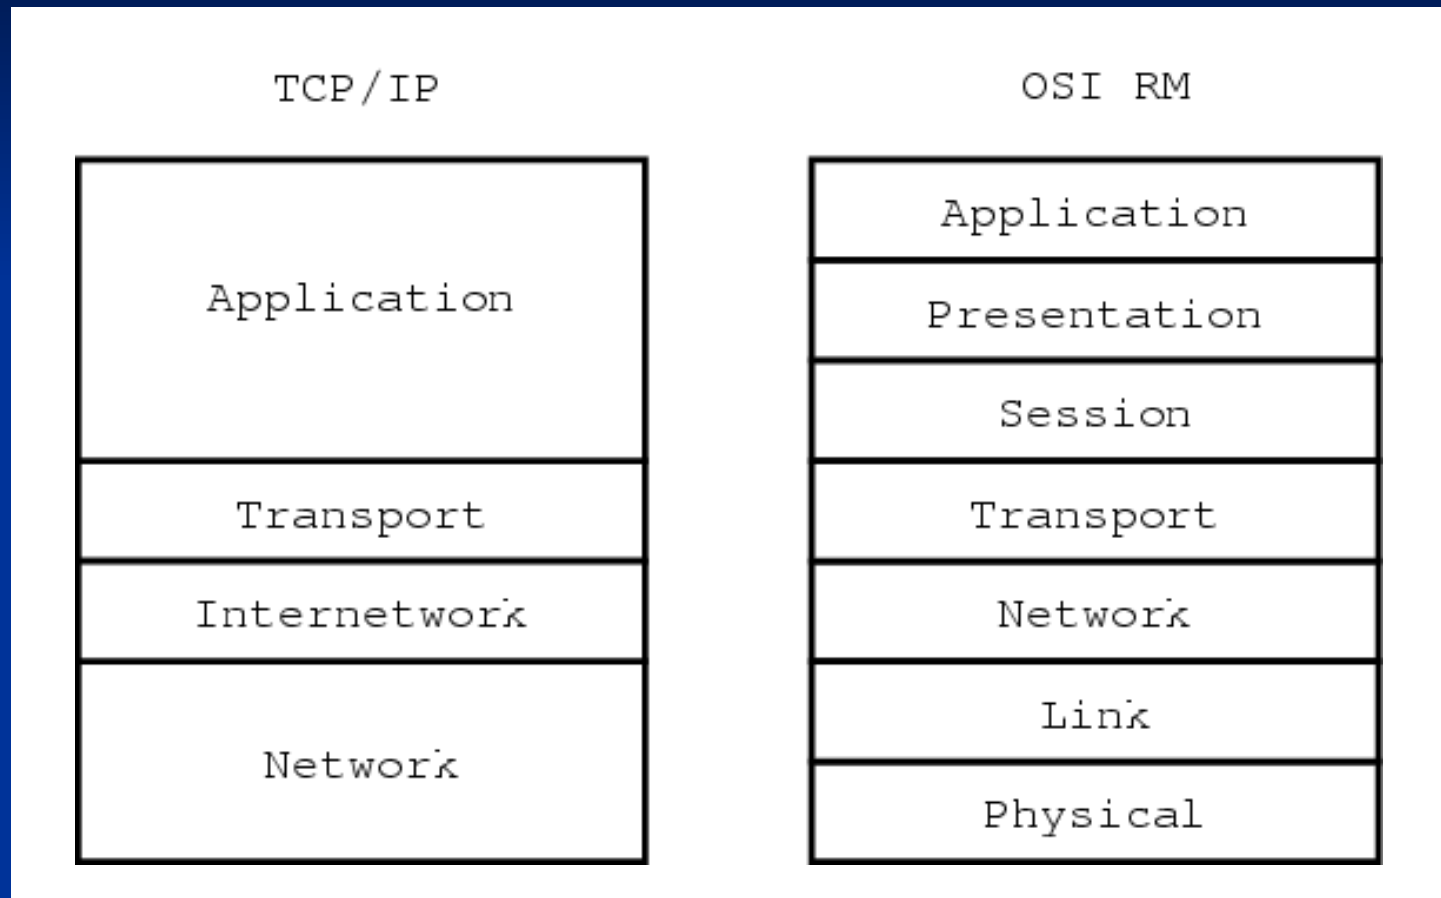 TCP/IP
Application
Transport
Internetwork
Network
OSI RM
Application
Presentation
Session
Transport
Network
Link
Physical